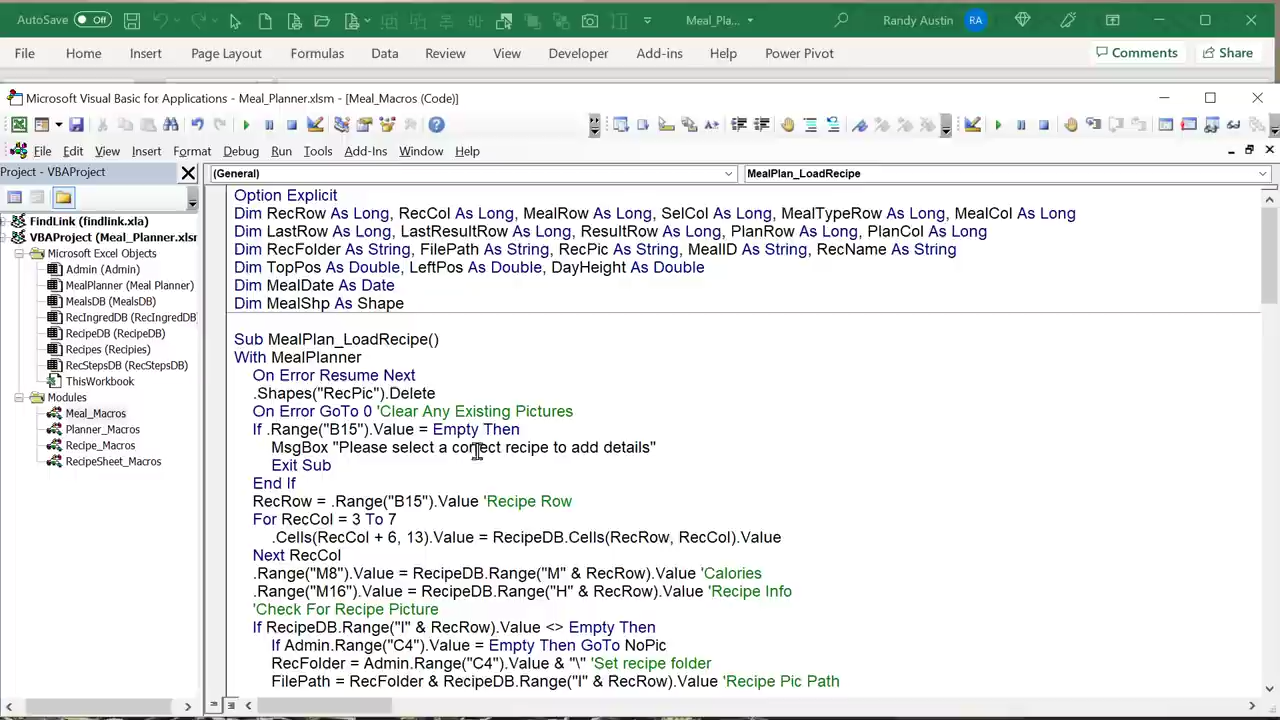 AutoSave Off Meal_Pla... Randy Austin RA
File Home Insert Page Layout Formulas Data Review View Developer Add-ins Help Power Pivot Comments Share
Microsoft Visual Basic for Applications - Meal_Planner.xlsm - [Meal_Macros (Code)]
File Edit View Insert Format Debug Run Tools Add-Ins Window Help
Project - VBAProject
(General) MealPlan_LoadRecipe
FindLink (findlink.xla)
VBAProject (Meal_Planner.xlsr
Microsoft Excel Objects
Admin (Admin)
MealPlanner (Meal Planner)
MealsDB (MealsDB)
RecIngredDB (RecIngredDB
RecipeDB (RecipeDB)
Recipes (Recipies)
RecStepsDB (RecStepsDB)
ThisWorkbook
Modules
Meal_Macros
Planner_Macros
Recipe_Macros
RecipeSheet_Macros
Option Explicit
Dim RecRow As Long, RecCol As Long, MealRow As Long, SelCol As Long, MealTypeRow As Long, MealCol As Long
Dim LastRow As Long, LastResultRow As Long, ResultRow As Long, PlanRow As Long, PlanCol As Long
Dim RecFolder As String, FilePath As String, RecPic As String, MealID As String, RecName As String
Dim TopPos As Double, LeftPos As Double, DayHeight As Double
Dim MealDate As Date
Dim MealShp As Shape
Sub MealPlan_LoadRecipe()
With MealPlanner
On Error Resume Next
.Shapes("RecPic").Delete
On Error GoTo 0 'Clear Any Existing Pictures
If .Range("B15").Value = Empty Then
MsgBox "Please select a correct recipe to add details"
Exit Sub
End If
RecRow = .Range("B15").Value 'Recipe Row
For RecCol = 3 To 7
.Cells(RecCol + 6, 13).Value = RecipeDB.Cells(RecRow, RecCol).Value
Next RecCol
.Range("M8").Value = RecipeDB.Range("M" & RecRow).Value 'Calories
.Range("M16").Value = RecipeDB.Range("H" & RecRow).Value 'Recipe Info
'Check For Recipe Picture
If RecipeDB.Range("I" & RecRow).Value <> Empty Then
If Admin.Range("C4").Value = Empty Then GoTo NoPic
RecFolder = Admin.Range("C4").Value & "\" 'Set recipe folder
FilePath = RecFolder & RecipeDB.Range("I" & RecRow).Value 'Recipe Pic Path